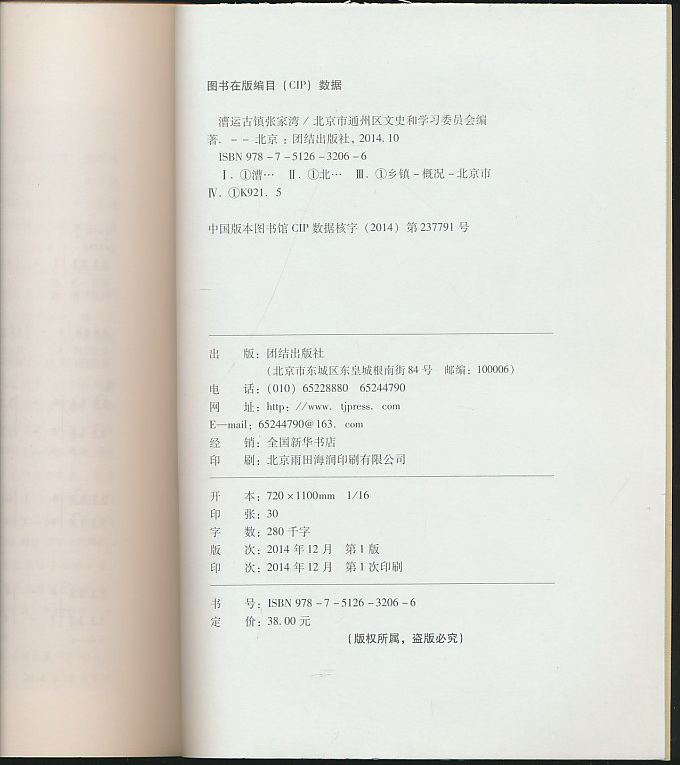 图书在版编目（CIP）数据
漕运古镇张家湾 / 北京市通州区文史和学习委员会编
著. －－ 北京：团结出版社, 2014.10
ISBN 978－7－5126－3206－6
Ⅰ. ①漕… Ⅱ. ①北… Ⅲ. ①乡镇－概况－北京市
Ⅳ. ①K921. 5
中国版本图书馆 CIP 数据核字（2014）第 237791 号
出 版：团结出版社
（北京市东城区东皇城根南街 84 号 邮编：100006）
电 话：（010）65228880 65244790
网 址：http：//www．tjpress．com
E—mail：65244790@163．com
经 销：全国新华书店
印 刷：北京雨田海润印刷有限公司
开 本：720×1100mm 1/16
印 张：30
字 数：280 千字
版 次：2014 年 12 月 第 1 版
印 次：2014 年 12 月 第 1 次印刷
书 号：ISBN 978－7－5126－3206－6
定 价：38. 00 元
（版权所属，盗版必究）